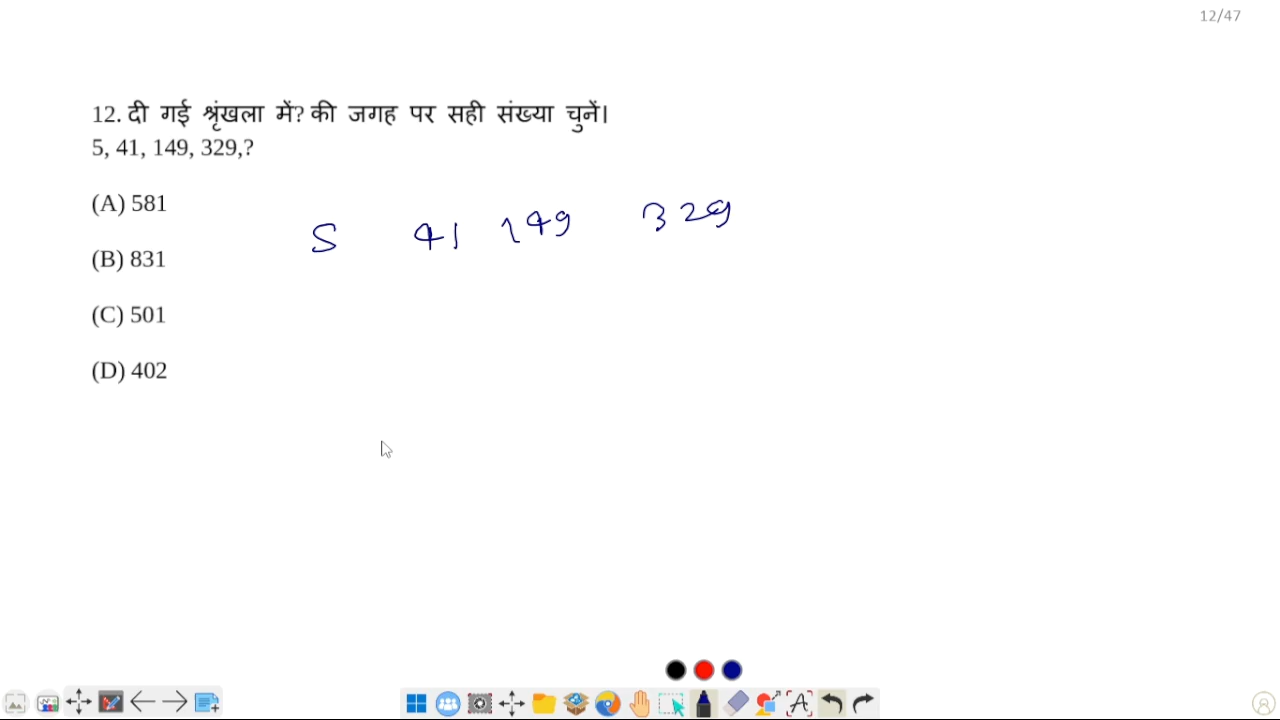 12/47
12. दी गई श्रृंखला में? की जगह पर सही संख्या चुनें।
5, 41, 149, 329,?
(A) 581
5 41 149 329
(B) 831
(C) 501
(D) 402